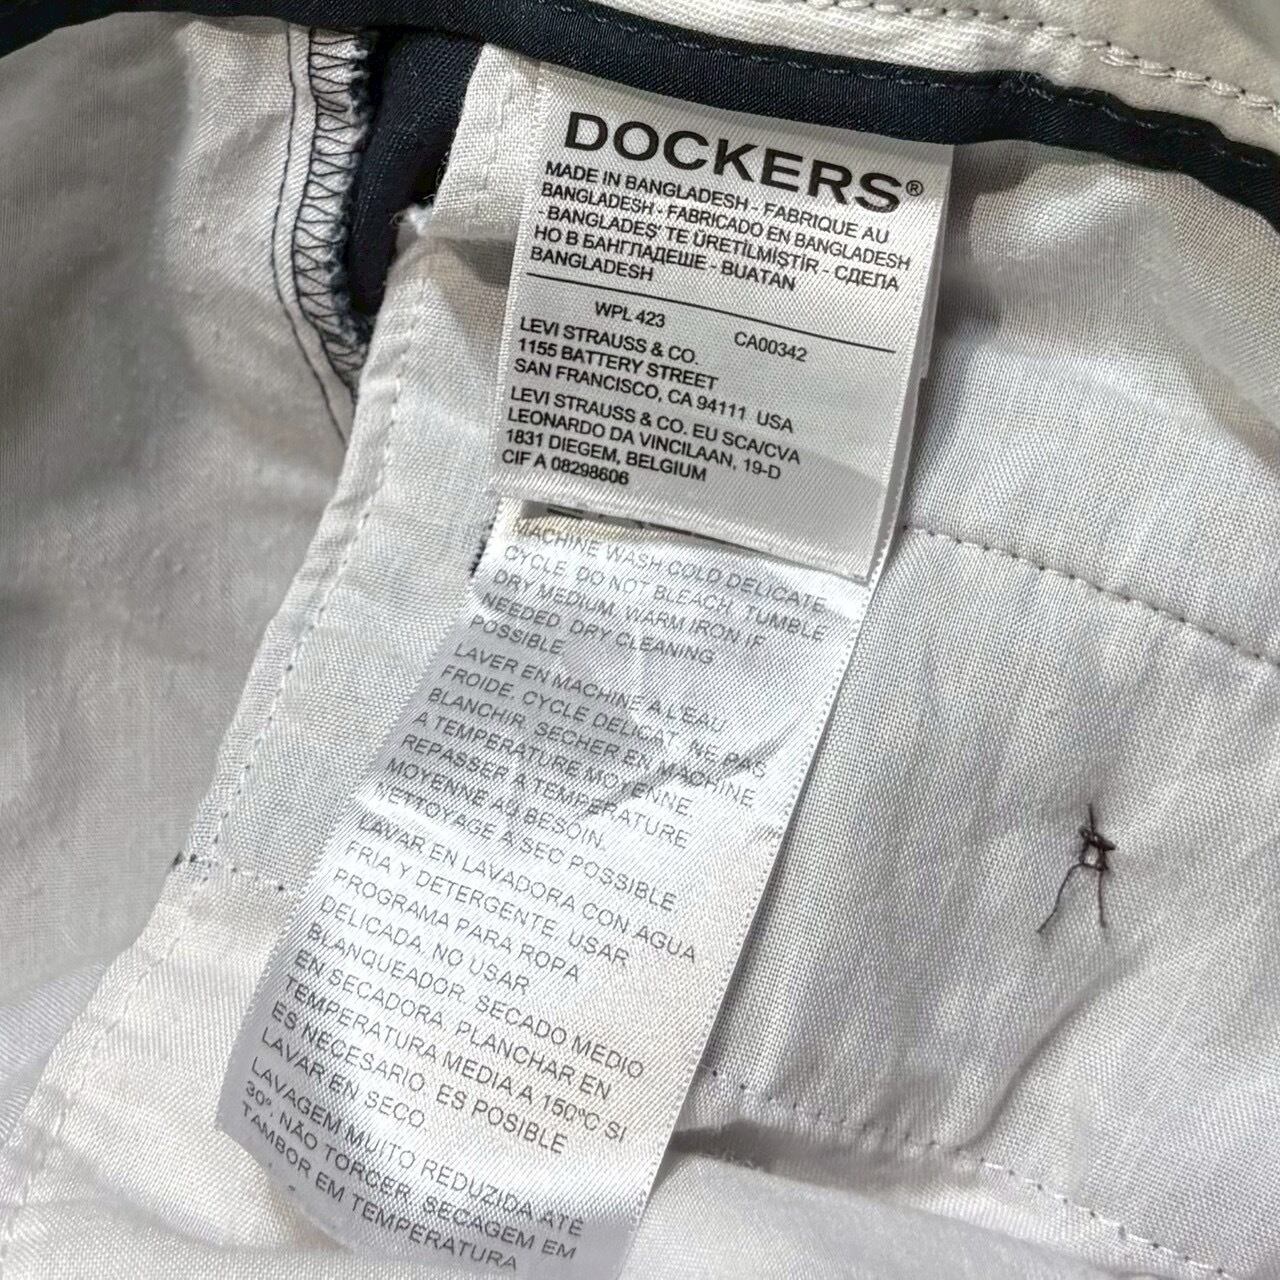 DOCKERS®
MADE IN BANGLADESH - FABRIQUE AU
BANGLADESH - FABRICADO EN BANGLADESH
- BANGLADEŞ' TE ÜRETİLMİSTİR - СДЕЛА
НО В БАНГЛАДЕШЕ - BUATAN
BANGLADESH
WPL 423 CA00342
LEVI STRAUSS & CO.
1155 BATTERY STREET
SAN FRANCISCO, CA 94111 USA
LEVI STRAUSS & CO. EU SCA/CVA
LEONARDO DA VINCILAAN, 19-D
1831 DIEGEM, BELGIUM
CIF A 08298606
MACHINE WASH COLD DELICATE
CYCLE. DO NOT BLEACH. TUMBLE
DRY MEDIUM. WARM IRON IF
NEEDED. DRY CLEANING
POSSIBLE
LAVER EN MACHINE A L'EAU
FROIDE. CYCLE DELICAT. NE PAS
BLANCHIR. SECHER EN MACHINE
A TEMPERATURE MOYENNE.
REPASSER A TEMPERATURE
MOYENNE AU BESOIN.
NETTOYAGE A SEC POSSIBLE
LAVAR EN LAVADORA CON AGUA
FRIA Y DETERGENTE. USAR
PROGRAMA PARA ROPA
DELICADA. NO USAR
BLANQUEADOR. SECADO MEDIO
EN SECADORA. PLANCHAR EN
TEMPERATURA MEDIA A 150ºC SI
ES NECESARIO. ES POSIBLE
LAVAR EN SECO
LAVAGEM MUITO REDUZIDA ATE
30º. NÃO TORCER. SECAGEM EM
TAMBOR EM TEMPERATURA